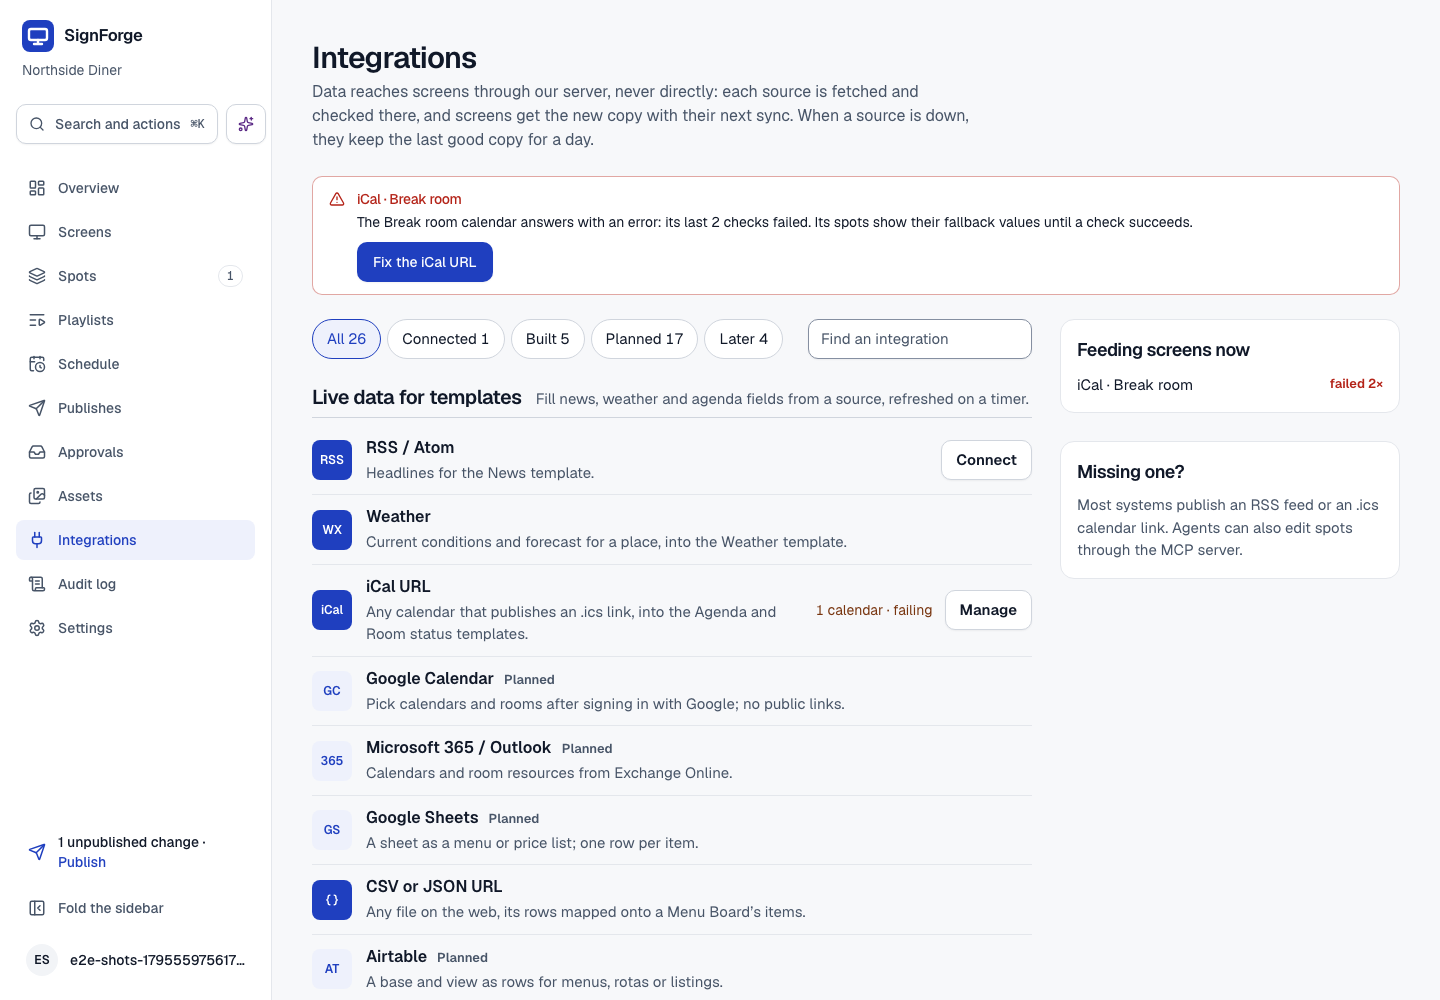 SignForge
Northside Diner
Search and actions ⌘K
Overview
Screens
Spots 1
Playlists
Schedule
Publishes
Approvals
Assets
Integrations
Audit log
Settings
1 unpublished change ·
Publish
Fold the sidebar
ES e2e-shots-179555975617...
Integrations
Data reaches screens through our server, never directly: each source is fetched and
checked there, and screens get the new copy with their next sync. When a source is down,
they keep the last good copy for a day.
iCal · Break room
The Break room calendar answers with an error: its last 2 checks failed. Its spots show their fallback values until a check succeeds.
Fix the iCal URL
All 26 Connected 1 Built 5 Planned 17 Later 4 Find an integration
Live data for templates Fill news, weather and agenda fields from a source, refreshed on a timer.
RSS RSS / Atom
Headlines for the News template.
Connect
WX Weather
Current conditions and forecast for a place, into the Weather template.
iCal iCal URL
Any calendar that publishes an .ics link, into the Agenda and
Room status templates.
1 calendar · failing Manage
GC Google Calendar Planned
Pick calendars and rooms after signing in with Google; no public links.
365 Microsoft 365 / Outlook Planned
Calendars and room resources from Exchange Online.
GS Google Sheets Planned
A sheet as a menu or price list; one row per item.
{} CSV or JSON URL
Any file on the web, its rows mapped onto a Menu Board's items.
AT Airtable Planned
A base and view as rows for menus, rotas or listings.
Feeding screens now
iCal · Break room failed 2×
Missing one?
Most systems publish an RSS feed or an .ics
calendar link. Agents can also edit spots
through the MCP server.